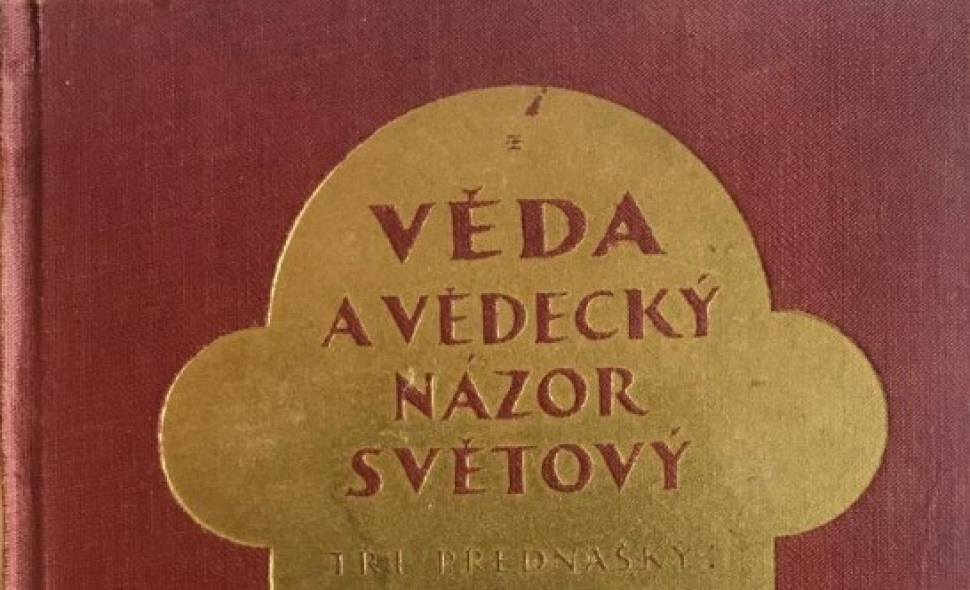 VĚDA
A VĚDECKÝ
NÁZOR
SVĚTOVÝ
TŘI PŘEDNÁŠKY: